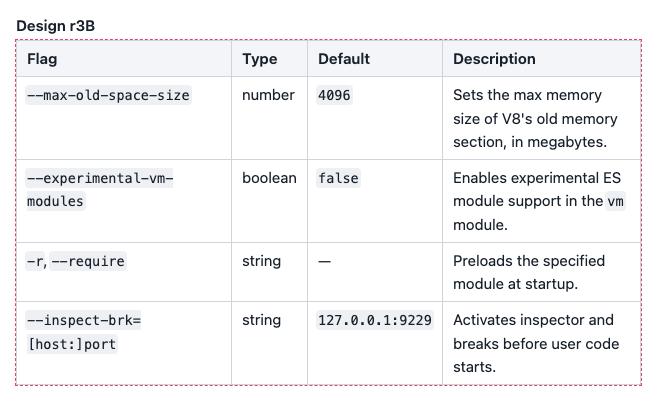 Design r3B
Flag Type Default Description
--max-old-space-size number 4096 Sets the max memory
size of V8's old memory
section, in megabytes.
--experimental-vm- boolean false Enables experimental ES
modules module support in the vm
module.
-r, --require string — Preloads the specified
module at startup.
--inspect-brk= string 127.0.0.1:9229 Activates inspector and
[host:]port breaks before user code
starts.